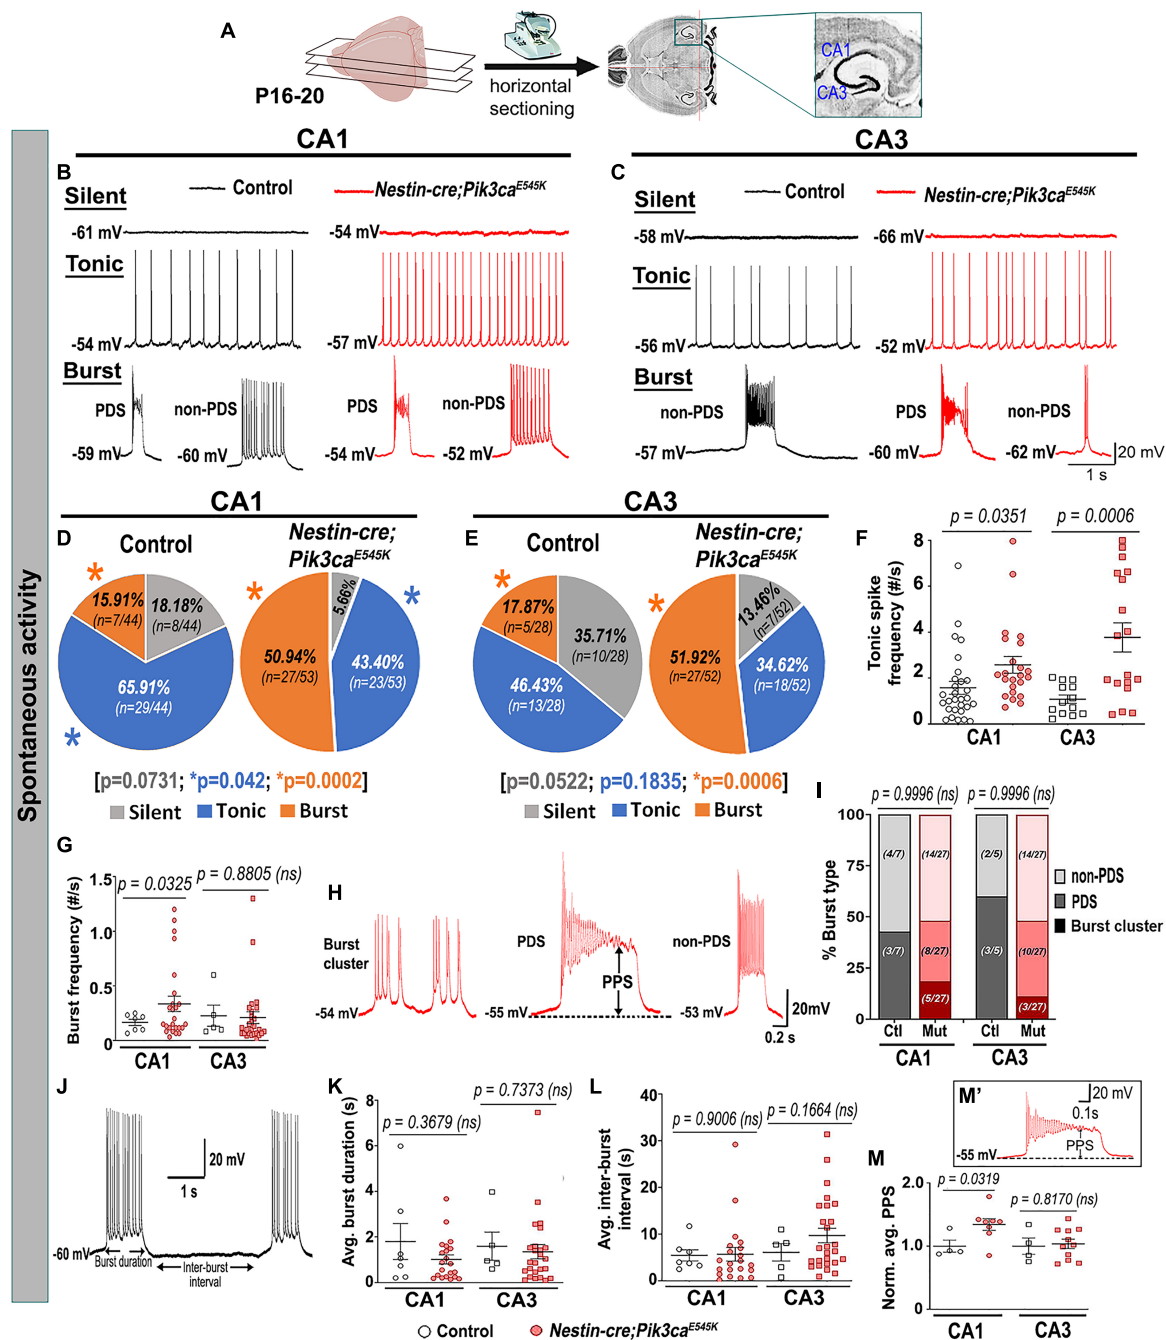 A
P16-20
horizontal
sectioning
CA1
CA3
Spontaneous activity
CA1
B
Control
Nestin-cre;Pik3caE545K
Silent
-61 mV
-54 mV
Tonic
-54 mV
-57 mV
Burst
PDS
non-PDS
PDS
non-PDS
-59 mV
-60 mV
-54 mV
-52 mV
CA3
C
Control
Nestin-cre;Pik3caE545K
Silent
-58 mV
-66 mV
Tonic
-56 mV
-52 mV
Burst
non-PDS
PDS
non-PDS
-57 mV
-60 mV
-62 mV
20 mV
1 s
CA1
D
Control
Nestin-cre;
Pik3caE545K
*
15.91%
(n=7/44)
18.18%
(n=8/44)
65.91%
(n=29/44)
*
*
5.66%
*
50.94%
(n=27/53)
43.40%
(n=23/53)
[p=0.0731; *p=0.042; *p=0.0002]
Silent Tonic Burst
CA3
E
Control
Nestin-cre;
Pik3caE545K
*
17.87%
(n=5/28)
35.71%
(n=10/28)
46.43%
(n=13/28)
*
13.46%
(n=7/52)
51.92%
(n=27/52)
34.62%
(n=18/52)
[p=0.0522; p=0.1835; *p=0.0006]
Silent Tonic Burst
F
p = 0.0351
p = 0.0006
Tonic spike
frequency (#/s)
8
6
4
2
0
CA1
CA3
G
p = 0.0325
p = 0.8805 (ns)
Burst frequency (#/s)
1.5
1.0
0.5
0
CA1
CA3
H
Burst
cluster
-54 mV
PDS
PPS
-55 mV
non-PDS
-53 mV
20mV
0.2 s
I
p = 0.9996 (ns)
p = 0.9996 (ns)
% Burst type
100
75
50
25
0
(4/7)
(3/7)
(14/27)
(8/27)
(5/27)
(2/5)
(3/5)
(14/27)
(10/27)
(3/27)
non-PDS
PDS
Burst cluster
Ctl
Mut
Ctl
Mut
CA1
CA3
J
20 mV
1 s
-60 mV
Burst duration
Inter-burst
interval
K
p = 0.7373 (ns)
p = 0.3679 (ns)
Avg. burst duration (s)
8
6
4
2
0
CA1
CA3
L
p = 0.9006 (ns)
p = 0.1664 (ns)
Avg. inter-burst
interval (s)
40
30
20
10
0
CA1
CA3
M'
20 mV
0.1s
PPS
-55 mV
M
p = 0.0319
p = 0.8170 (ns)
Norm. avg. PPS
2.0
1.0
0
CA1
CA3
Control
Nestin-cre;Pik3caE545K